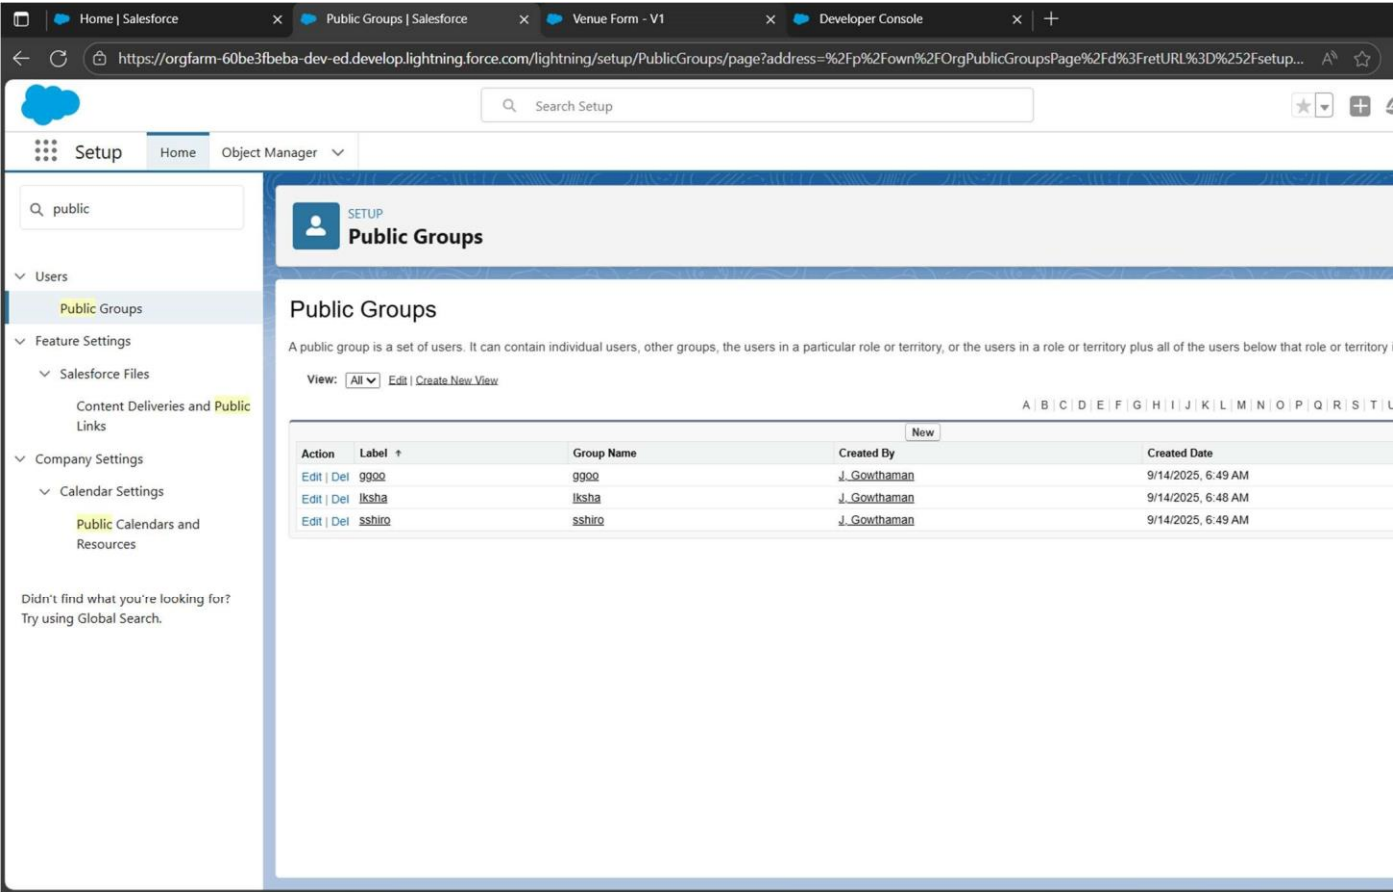 Home | Salesforce
Public Groups | Salesforce
Venue Form - V1
Developer Console
https://orgfarm-60be3fbeba-dev-ed.develop.lightning.force.com/lightning/setup/PublicGroups/page?address=%2Fp%2Fown%2FOrgPublicGroupsPage%2Fd%3FretURL%3D%252Fsetup...
Search Setup
Setup
Home
Object Manager
public
SETUP
Public Groups
Users
Public Groups
Feature Settings
Salesforce Files
Content Deliveries and Public
Links
Company Settings
Calendar Settings
Public Calendars and
Resources
Didn't find what you're looking for?
Try using Global Search.
Public Groups
A public group is a set of users. It can contain individual users, other groups, the users in a particular role or territory, or the users in a role or territory plus all of the users below that role or territory
View: All Edit | Create New View
A | B | C | D | E | F | G | H | I | J | K | L | M | N | O | P | Q | R | S | T | U
New
Action Label ↑ Group Name Created By Created Date
Edit | Del ggoo ggoo J, Gowthaman 9/14/2025, 6:49 AM
Edit | Del lksha lksha J, Gowthaman 9/14/2025, 6:48 AM
Edit | Del sshiro sshiro J, Gowthaman 9/14/2025, 6:49 AM